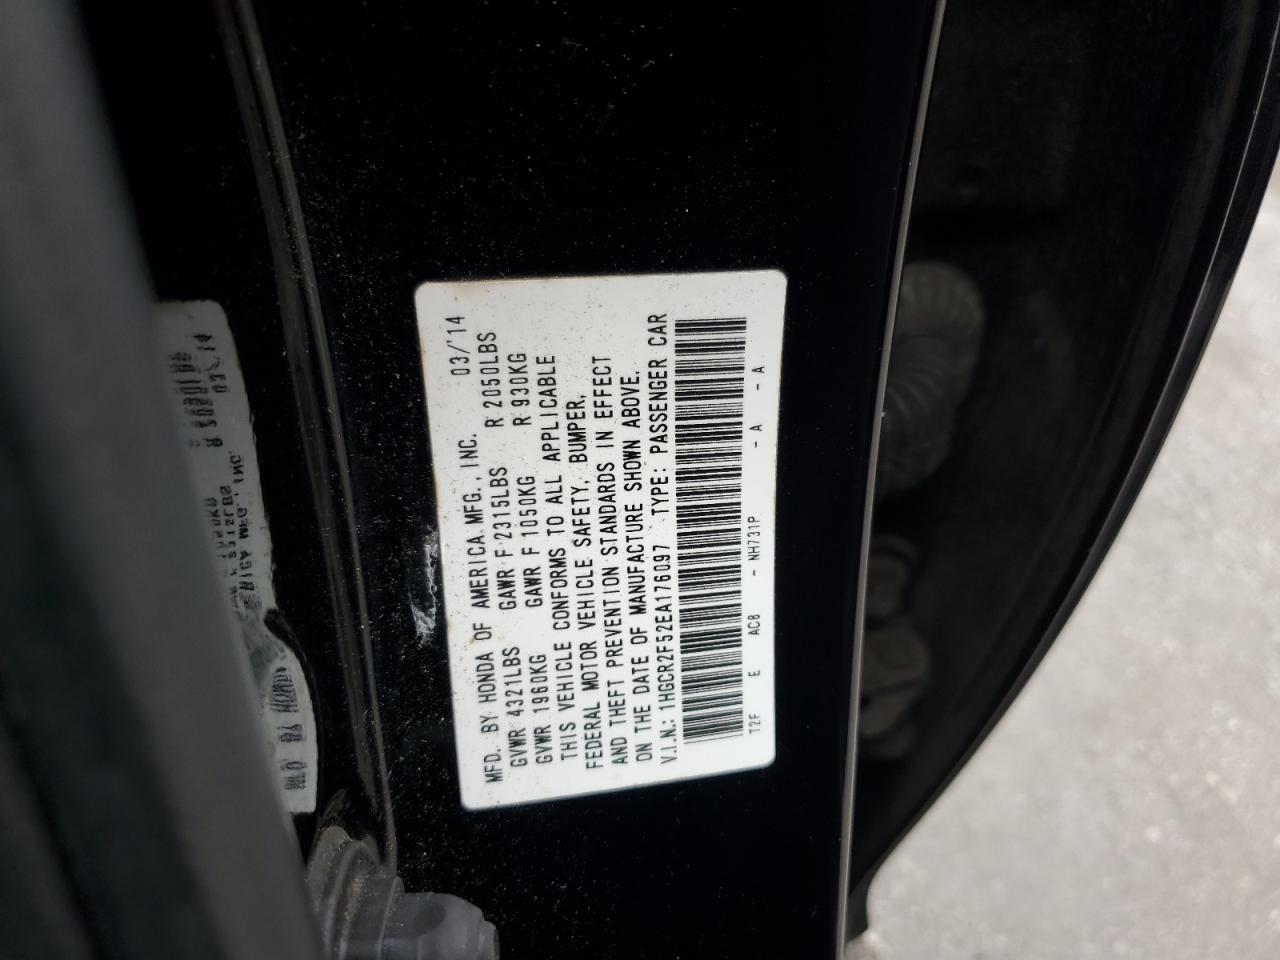 MFD. BY HONDA OF AMERICA MFG., INC. 03/'14
GVWR 4321LBS GAWR F 2315LBS R 2050LBS
GVWR 1960KG GAWR F 1050KG R 930KG
THIS VEHICLE CONFORMS TO ALL APPLICABLE
FEDERAL MOTOR VEHICLE SAFETY, BUMPER,
AND THEFT PREVENTION STANDARDS IN EFFECT
ON THE DATE OF MANUFACTURE SHOWN ABOVE.
V.I.N.: 1HGCR2F52EA176097 TYPE: PASSENGER CAR
T2F E AC8 - NH731P - A - A